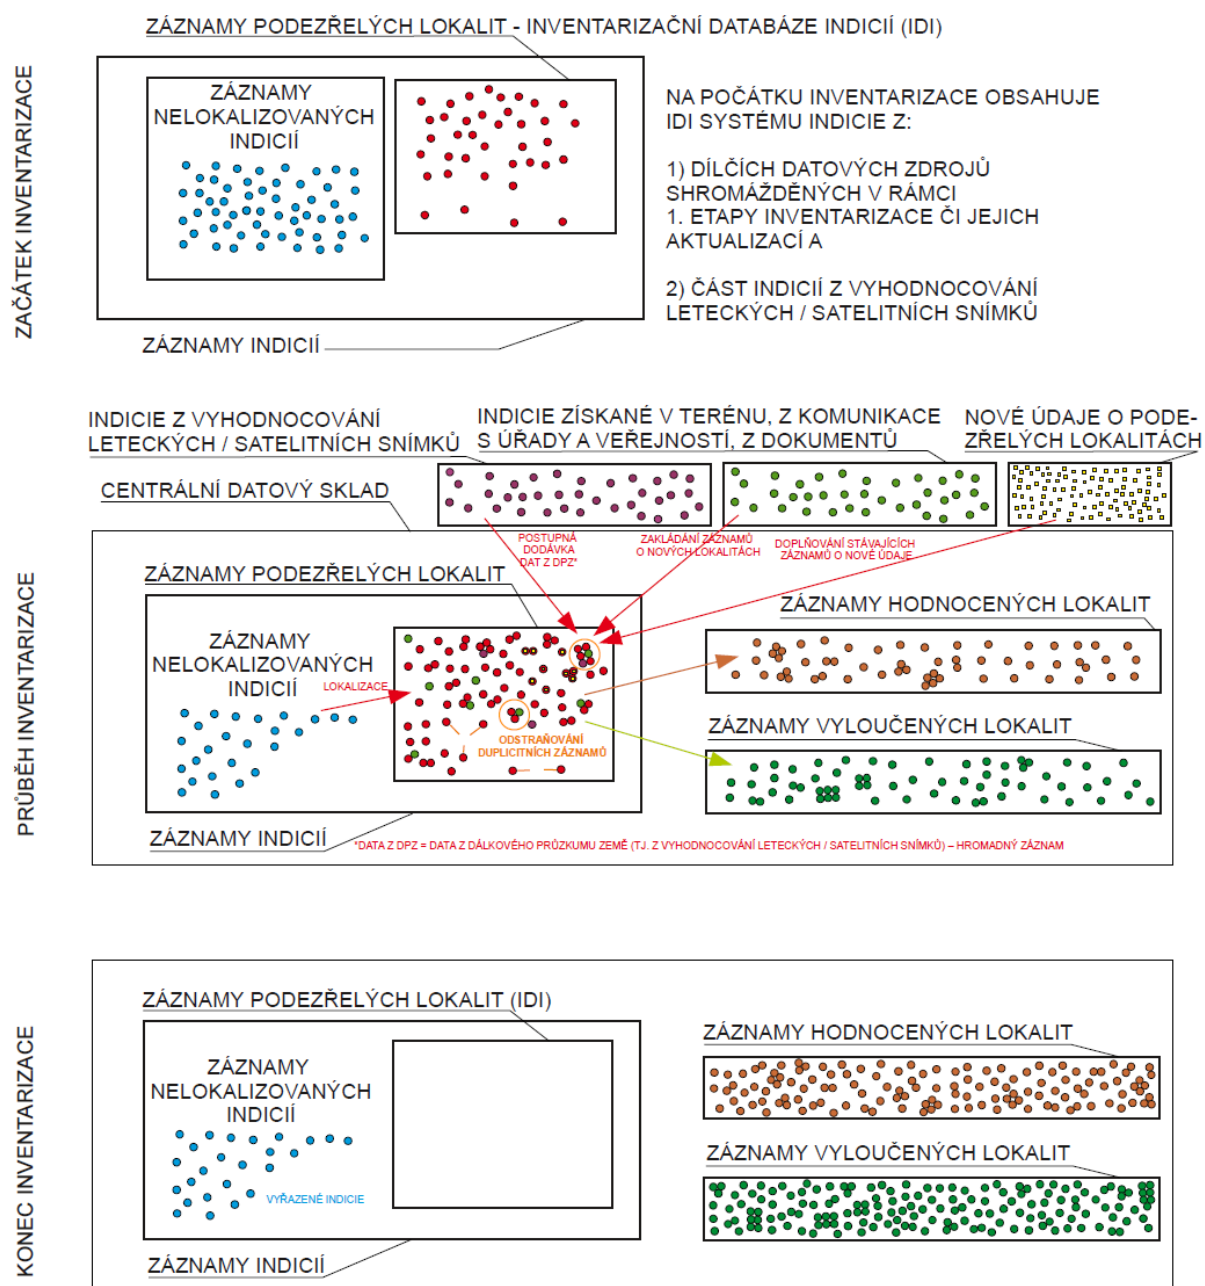 ZAČÁTEK INVENTARIZACE
ZÁZNAMY PODEZŘELÝCH LOKALIT - INVENTARIZAČNÍ DATABÁZE INDICIÍ (IDI)
ZÁZNAMY
NELOKALIZOVANÝCH
INDICIÍ
NA POČÁTKU INVENTARIZACE OBSAHUJE
IDI SYSTÉMU INDICIE Z:
1) DÍLČÍCH DATOVÝCH ZDROJŮ
SHROMÁŽDĚNÝCH V RÁMCI
1. ETAPY INVENTARIZACE ČI JEJICH
AKTUALIZACÍ A
2) ČÁST INDICIÍ Z VYHODNOCOVÁNÍ
LETECKÝCH / SATELITNÍCH SNÍMKŮ
ZÁZNAMY INDICIÍ
PRŮBĚH INVENTARIZACE
INDICIE Z VYHODNOCOVÁNÍ
LETECKÝCH / SATELITNÍCH SNÍMKŮ
INDICIE ZÍSKANÉ V TERÉNU, Z KOMUNIKACE
S ÚŘADY A VEŘEJNOSTÍ, Z DOKUMENTŮ
NOVÉ ÚDAJE O PODE-
ZŘELÝCH LOKALITÁCH
CENTRÁLNÍ DATOVÝ SKLAD
POSTUPNÁ
DODÁVKA
DAT Z DPZ*
ZAKLÁDÁNÍ ZÁZNAMŮ
O NOVÝCH LOKALITÁCH
DOPLŇOVÁNÍ STÁVAJÍCÍCH
ZÁZNAMŮ O NOVÉ ÚDAJE
ZÁZNAMY PODEZŘELÝCH LOKALIT
ZÁZNAMY
NELOKALIZOVANÝCH
INDICIÍ
LOKALIZACE
ODSTRAŇOVÁNÍ
DUPLICITNÍCH ZÁZNAMŮ
ZÁZNAMY HODNOCENÝCH LOKALIT
ZÁZNAMY VYLOUČENÝCH LOKALIT
ZÁZNAMY INDICIÍ
*DATA Z DPZ = DATA Z DÁLKOVÉHO PRŮZKUMU ZEMĚ (TJ. Z VYHODNOCOVÁNÍ LETECKÝCH / SATELITNÍCH SNÍMKŮ) – HROMADNÝ ZÁZNAM
KONEC INVENTARIZACE
ZÁZNAMY PODEZŘELÝCH LOKALIT (IDI)
ZÁZNAMY
NELOKALIZOVANÝCH
INDICIÍ
VYŘAZENÉ INDICIE
ZÁZNAMY HODNOCENÝCH LOKALIT
ZÁZNAMY VYLOUČENÝCH LOKALIT
ZÁZNAMY INDICIÍ